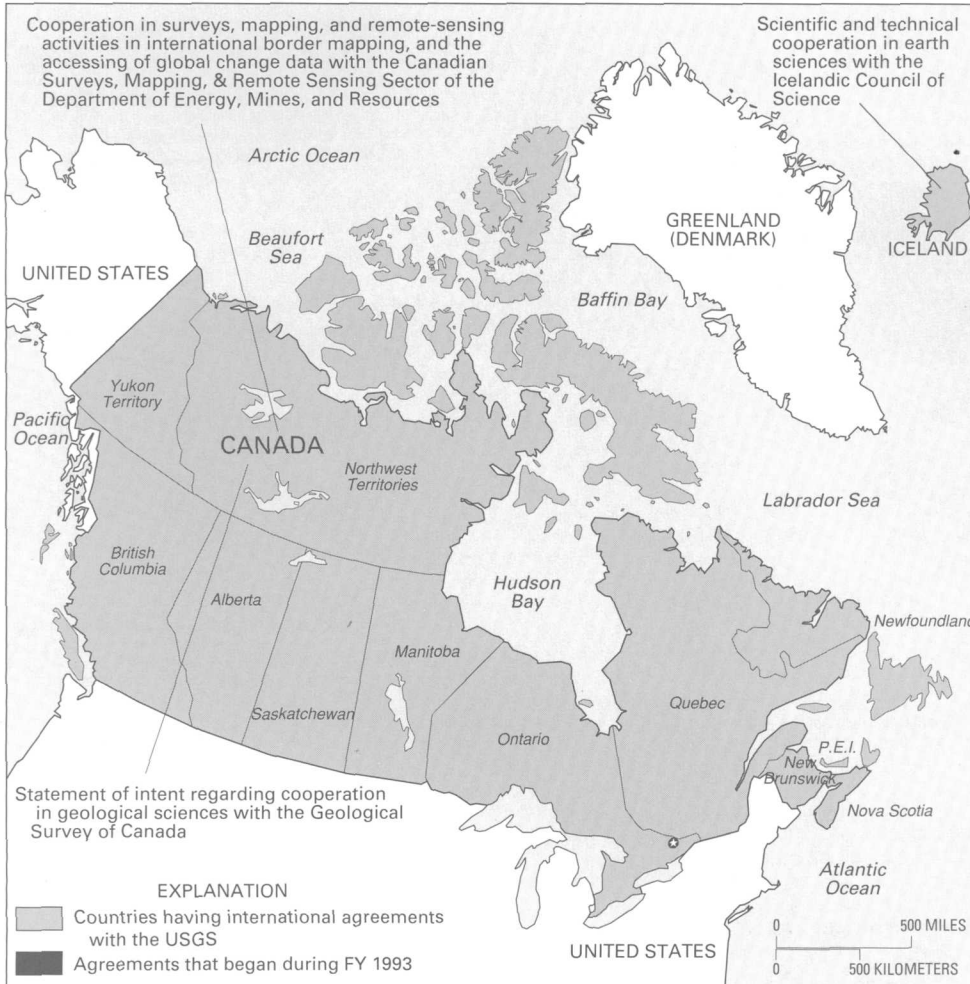 Cooperation in surveys, mapping, and remote-sensing
activities in international border mapping, and the
accessing of global change data with the Canadian
Surveys, Mapping, & Remote Sensing Sector of the
Department of Energy, Mines, and Resources
Scientific and technical
cooperation in earth
sciences with the
Icelandic Council of
Science
Arctic Ocean
Beaufort
Sea
UNITED STATES
GREENLAND
(DENMARK)
ICELAND
Baffin Bay
Yukon
Territory
Pacific
Ocean
CANADA
Northwest
Territories
Labrador Sea
British
Columbia
Alberta
Hudson
Bay
Newfoundland
Manitoba
Saskatchewan
Quebec
Ontario
P.E.I.
New
Brunswick
Nova Scotia
Statement of intent regarding cooperation
in geological sciences with the Geological
Survey of Canada
Atlantic
Ocean
EXPLANATION
Countries having international agreements
with the USGS
Agreements that began during FY 1993
UNITED STATES
0 500 MILES
0 500 KILOMETERS